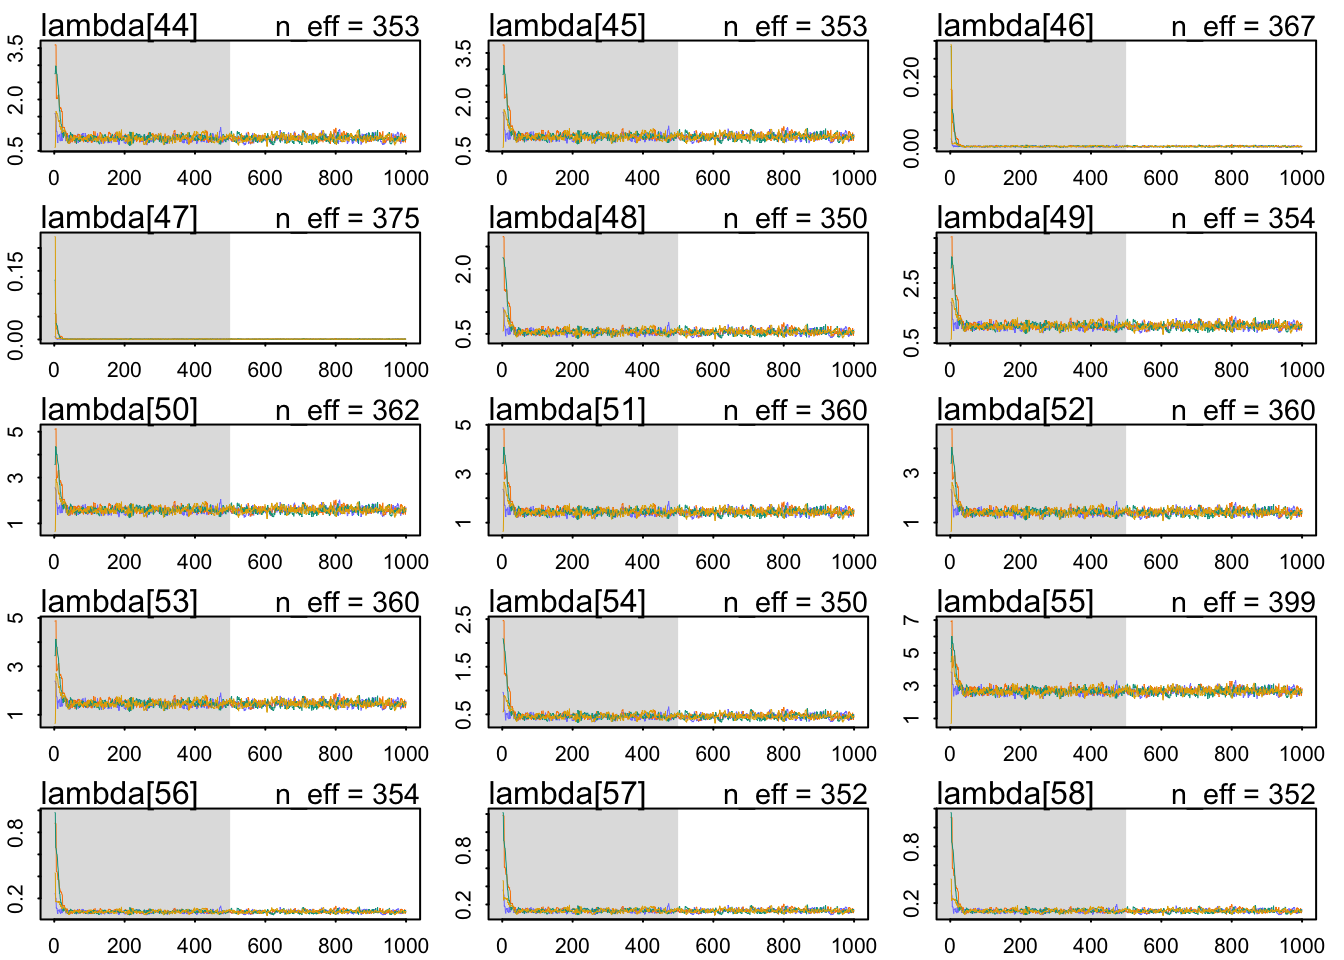 lambda[44] n_eff = 353 lambda[45] n_eff = 353 lambda[46] n_eff = 367
3.5 2.0 0.5 3.5 2.0 0.5 0.20 0.00
0 200 400 600 800 1000 0 200 400 600 800 1000 0 200 400 600 800 1000
lambda[47] n_eff = 375 lambda[48] n_eff = 350 lambda[49] n_eff = 354
0.15 0.00 2.0 0.5 2.5 0.5
0 200 400 600 800 1000 0 200 400 600 800 1000 0 200 400 600 800 1000
lambda[50] n_eff = 362 lambda[51] n_eff = 360 lambda[52] n_eff = 360
5 3 1 5 3 1 3 1
0 200 400 600 800 1000 0 200 400 600 800 1000 0 200 400 600 800 1000
lambda[53] n_eff = 360 lambda[54] n_eff = 350 lambda[55] n_eff = 399
5 3 1 2.5 1.5 0.5 7 5 3 1
0 200 400 600 800 1000 0 200 400 600 800 1000 0 200 400 600 800 1000
lambda[56] n_eff = 354 lambda[57] n_eff = 352 lambda[58] n_eff = 352
0.8 0.2 0.8 0.2 0.8 0.2
0 200 400 600 800 1000 0 200 400 600 800 1000 0 200 400 600 800 1000